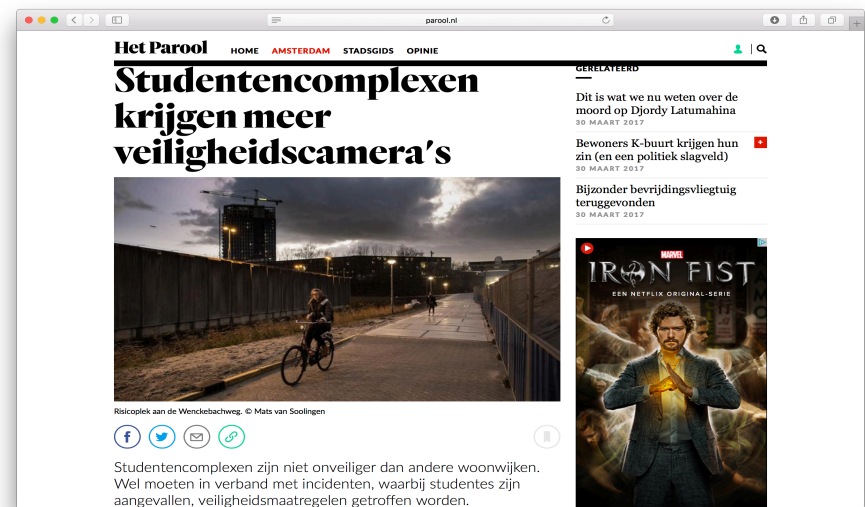 parool.nl
Het Parool HOME AMSTERDAM STADSGIDS OPINIE
Studentencomplexen
krijgen meer
veiligheidscamera's
Risicoplek aan de Wenckebachweg. © Mats van Soolingen
Studentencomplexen zijn niet onveiliger dan andere woonwijken.
Wel moeten in verband met incidenten, waarbij studentes zijn
aangevallen, veiligheidsmaatregelen getroffen worden.
GERELATEERD
Dit is wat we nu weten over de
moord op Djordy Latumahina
30 MAART 2017
Bewoners K-buurt krijgen hun
zin (en een politiek slagveld)
30 MAART 2017
Bijzonder bevrijdingsvliegtuig
teruggevonden
30 MAART 2017
MARVEL
IRON FIST
EEN NETFLIX ORIGINAL-SERIE